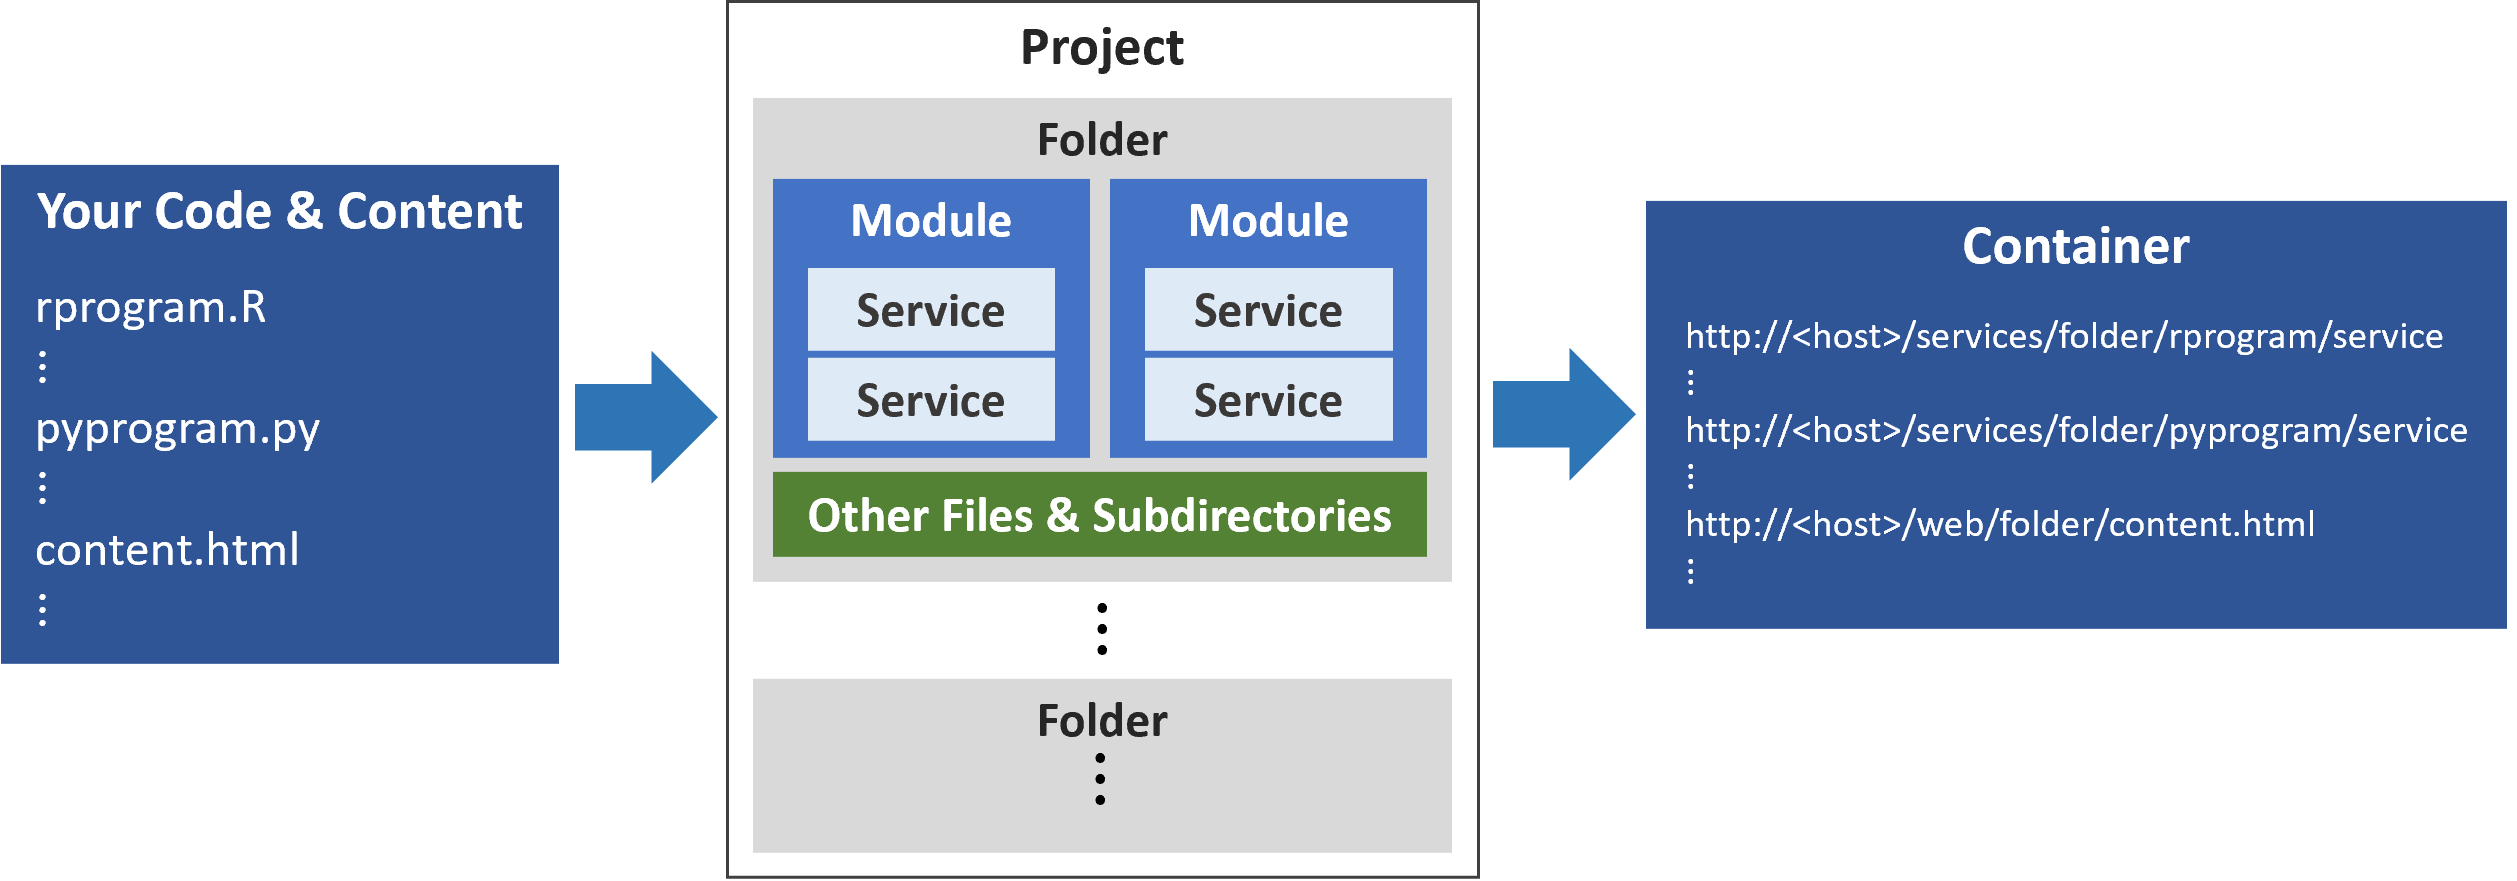 Your Code & Content
rprogram.R
pyprogram.py
content.html
Project
Folder
Module
Service
Service
Module
Service
Service
Other Files & Subdirectories
Folder
Container
http://<host>/services/folder/rprogram/service
http://<host>/services/folder/pyprogram/service
http://<host>/web/folder/content.html